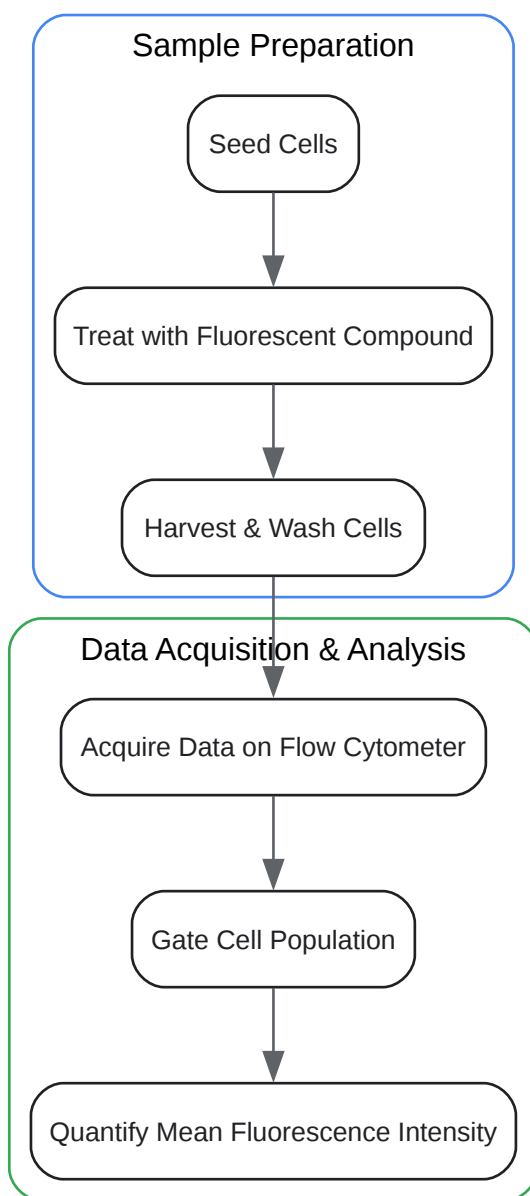 Sample Preparation
Seed Cells
Treat with Fluorescent Compound
Harvest & Wash Cells
Data Acquisition & Analysis
Acquire Data on Flow Cytometer
Gate Cell Population
Quantify Mean Fluorescence Intensity